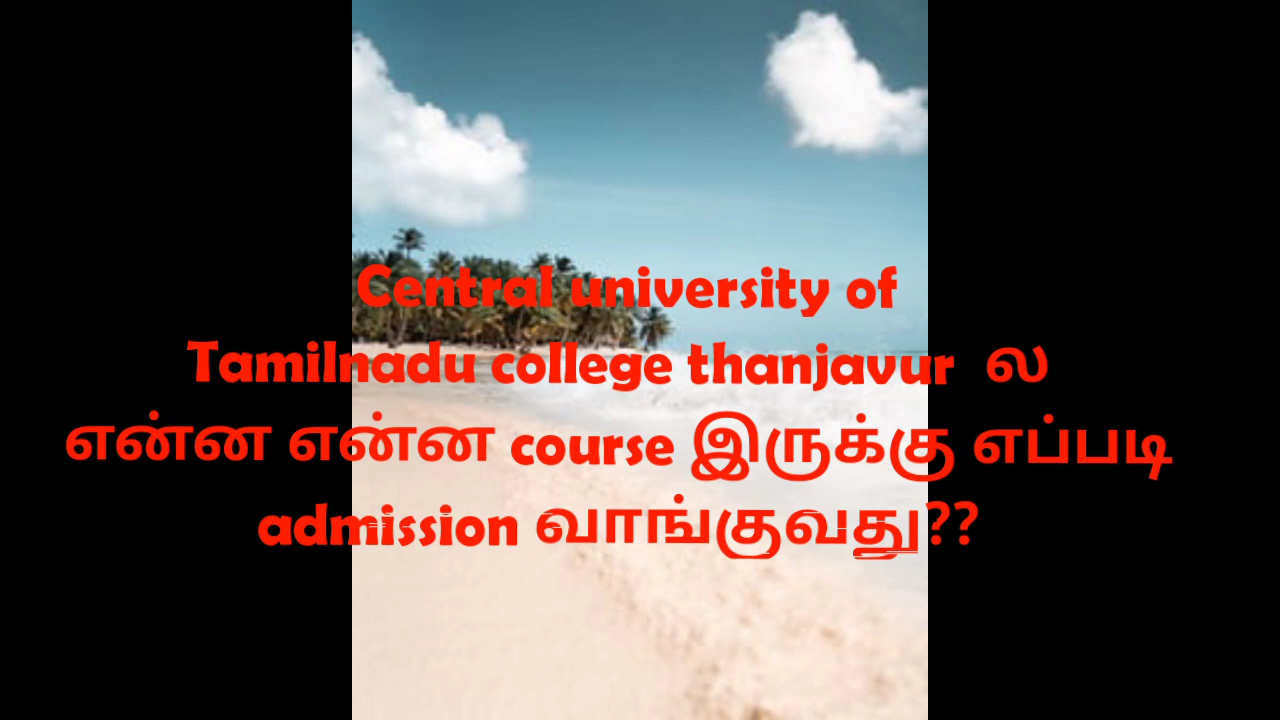 Central university of
Tamilnadu college thanjavur ல
என்ன என்ன course இருக்கு எப்படி
admission வாங்குவது??